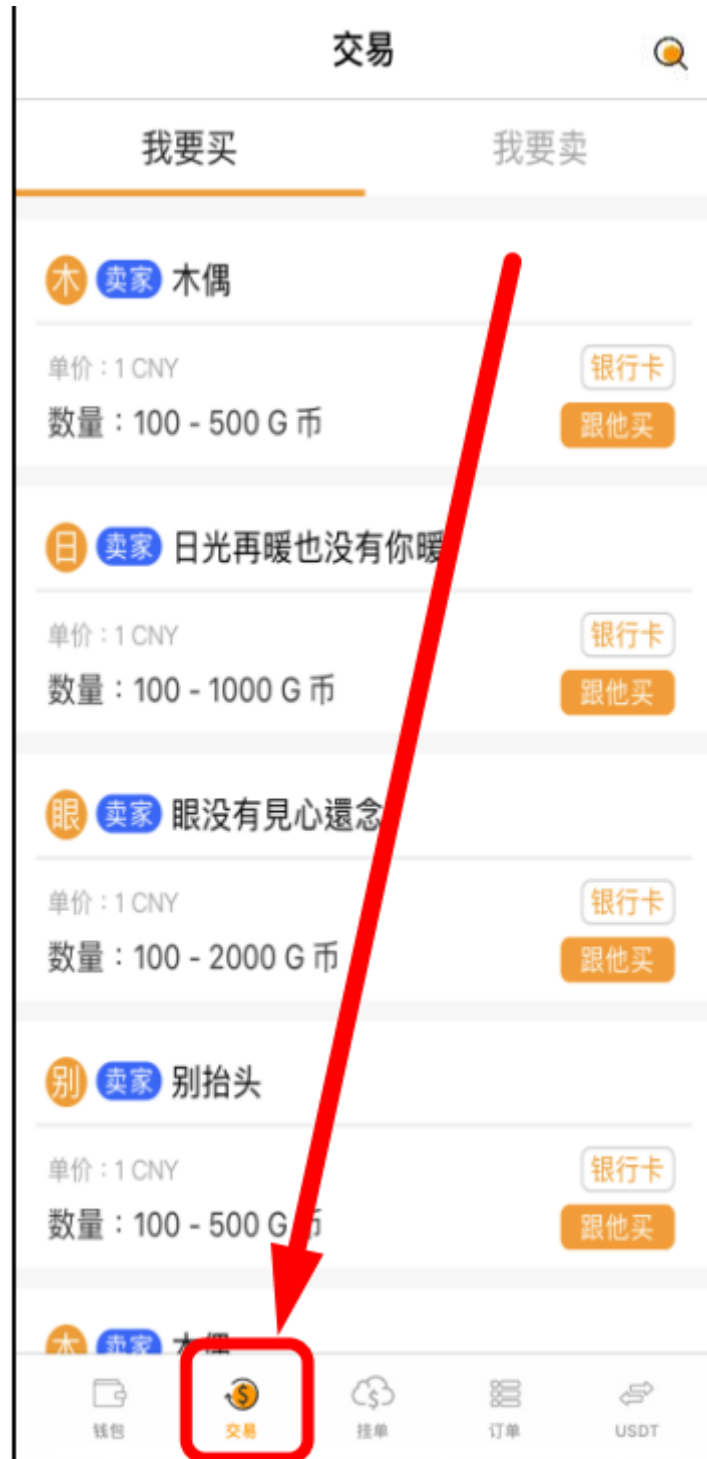 交易
我要买 我要卖
木 卖家 木偶
单价：1 CNY 银行卡
数量：100 - 500 G 币 跟他买
日 卖家 日光再暖也没有你暖
单价：1 CNY 银行卡
数量：100 - 1000 G 币 跟他买
眼 卖家 眼没有見心還念
单价：1 CNY 银行卡
数量：100 - 2000 G 币 跟他买
别 卖家 别抬头
单价：1 CNY 银行卡
数量：100 - 500 G 币 跟他买
木 卖家 木偶
钱包 交易 挂单 订单 USDT